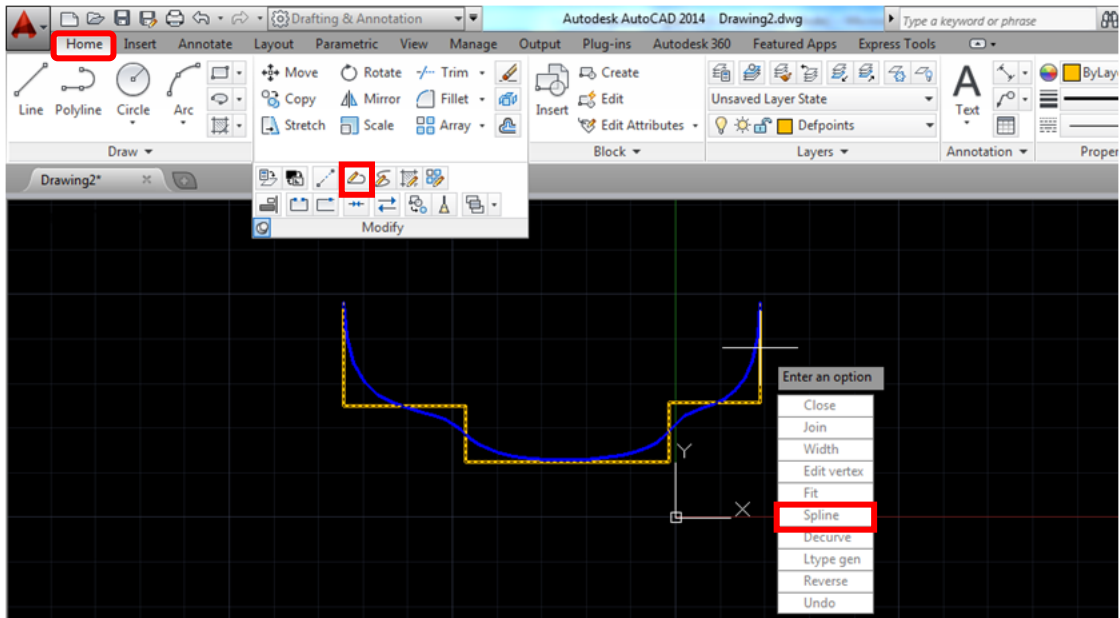 Drafting & Annotation Autodesk AutoCAD 2014 Drawing2.dwg Type a keyword or phrase
Home Insert Annotate Layout Parametric View Manage Output Plug-ins Autodesk 360 Featured Apps Express Tools
Line Polyline Circle Arc
Move Rotate Trim
Copy Mirror Fillet
Stretch Scale Array
Insert
Create
Edit
Edit Attributes
Unsaved Layer State
Defpoints
A
Text
ByLay
Draw Block Layers Annotation Proper
Drawing2*
Modify
Enter an option
Close
Join
Width
Edit vertex
Fit
Spline
Decurve
Ltype gen
Reverse
Undo
Y
X